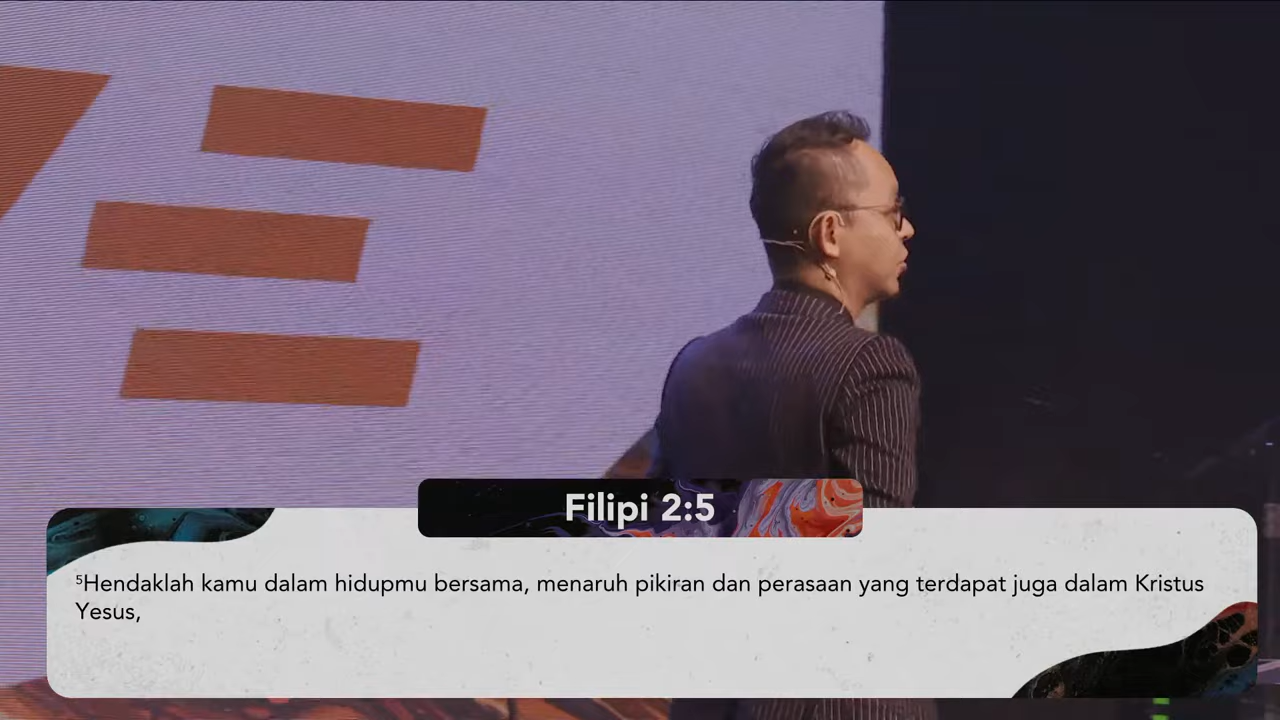 Filipi 2:5
⁵Hendaklah kamu dalam hidupmu bersama, menaruh pikiran dan perasaan yang terdapat juga dalam Kristus
Yesus,